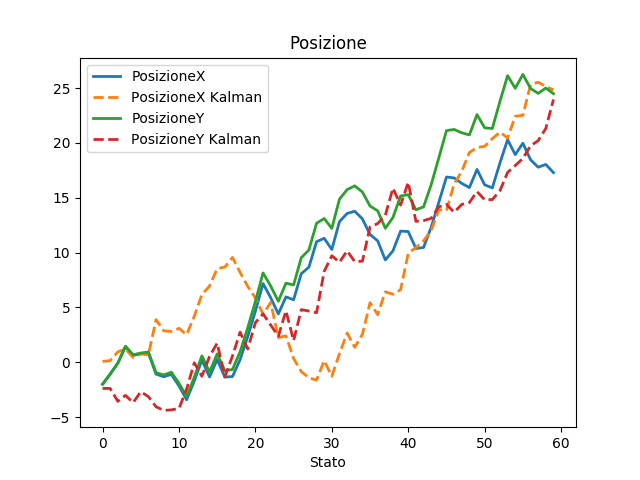 Posizione
PosizioneX
PosizioneX Kalman
PosizioneY
PosizioneY Kalman
25
20
15
10
5
0
−5
0 10 20 30 40 50 60
Stato